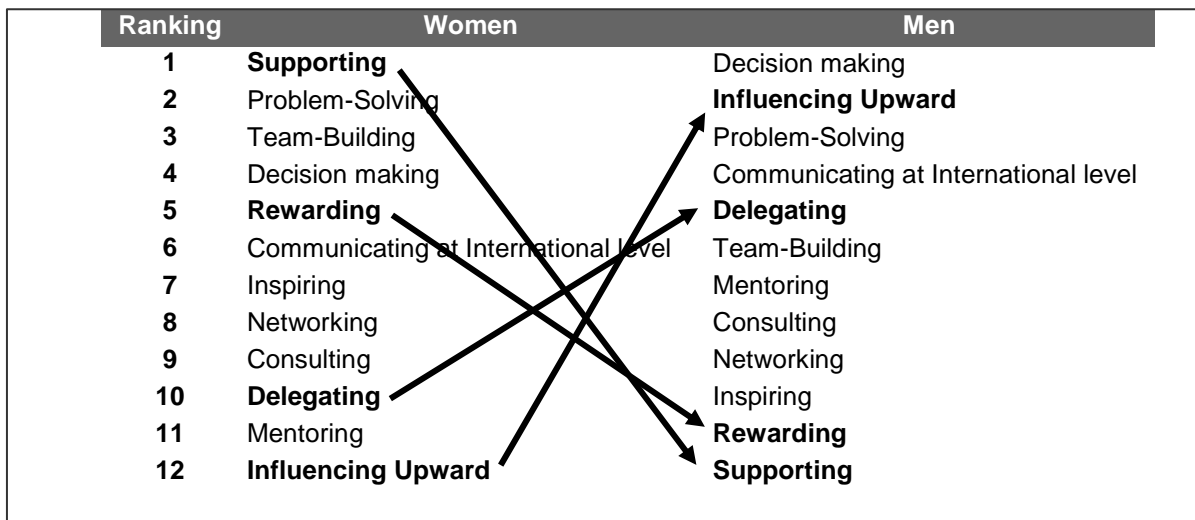 Ranking Women Men
1 Supporting Decision making
2 Problem-Solving Influencing Upward
3 Team-Building Problem-Solving
4 Decision making Communicating at International level
5 Rewarding Delegating
6 Communicating at International level Team-Building
7 Inspiring Mentoring
8 Networking Consulting
9 Consulting Networking
10 Delegating Inspiring
11 Mentoring Rewarding
12 Influencing Upward Supporting